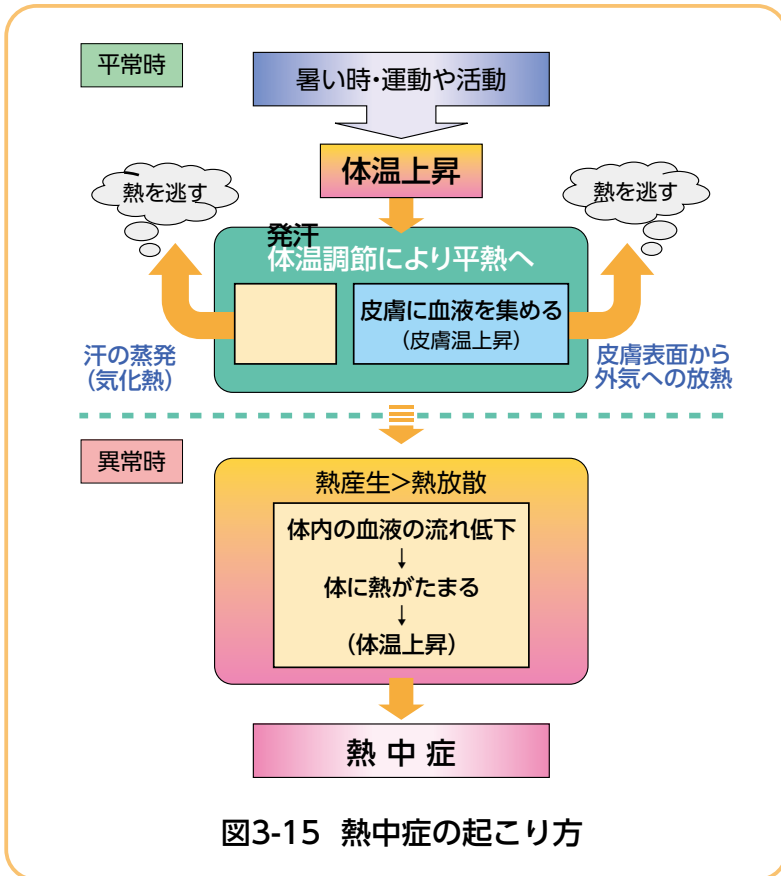 平常時
暑い時・運動や活動
体温上昇
熱を逃す
熱を逃す
発汗
体温調節により平熱へ
皮膚に血液を集める
(皮膚温上昇)
汗の蒸発
(気化熱)
皮膚表面から
外気への放熱
異常時
熱産生>熱放散
体内の血液の流れ低下
↓
体に熱がたまる
↓
(体温上昇)
熱中症
図3-15 熱中症の起こり方